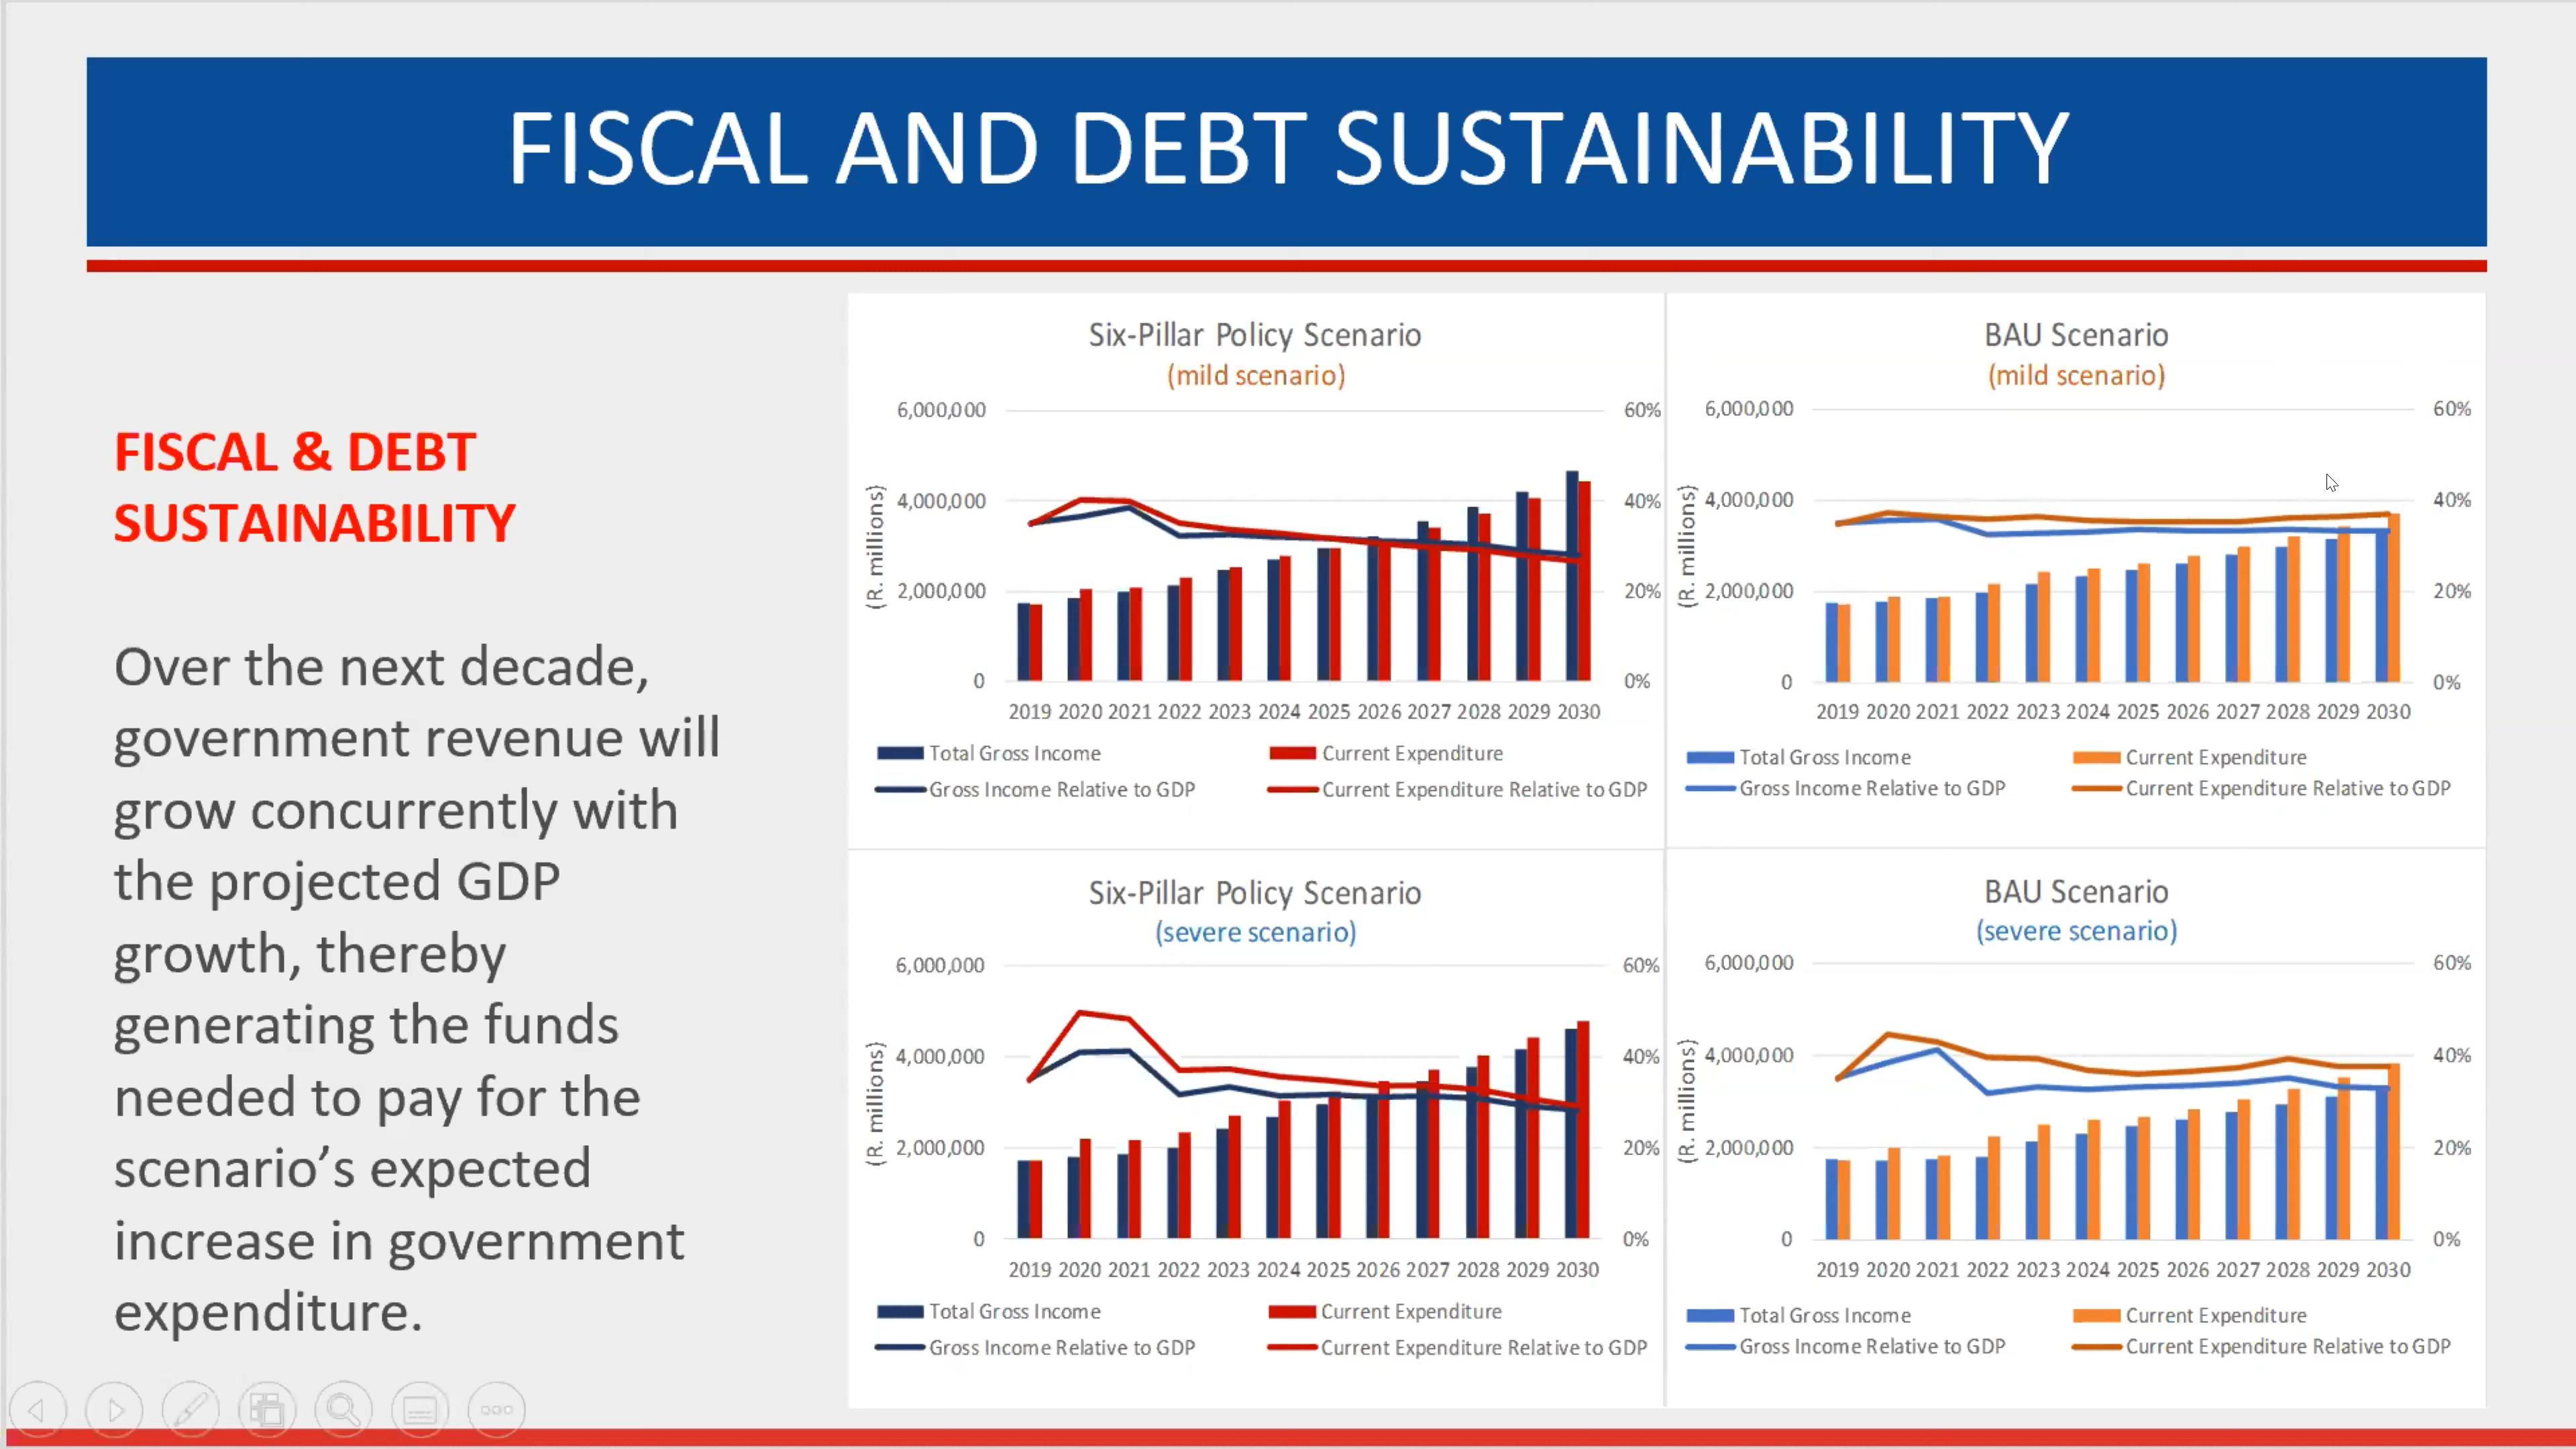 FISCAL AND DEBT SUSTAINABILITY
FISCAL & DEBT
SUSTAINABILITY
Over the next decade,
government revenue will
grow concurrently with
the projected GDP
growth, thereby
generating the funds
needed to pay for the
scenario’s expected
increase in government
expenditure.
Six-Pillar Policy Scenario
(mild scenario)
6,000,000
4,000,000
2,000,000
0
(R. millions)
60%
40%
20%
0%
2019 2020 2021 2022 2023 2024 2025 2026 2027 2028 2029 2030
Total Gross Income
Current Expenditure
Gross Income Relative to GDP
Current Expenditure Relative to GDP
BAU Scenario
(mild scenario)
6,000,000
4,000,000
2,000,000
0
(R. millions)
60%
40%
20%
0%
2019 2020 2021 2022 2023 2024 2025 2026 2027 2028 2029 2030
Total Gross Income
Current Expenditure
Gross Income Relative to GDP
Current Expenditure Relative to GDP
Six-Pillar Policy Scenario
(severe scenario)
6,000,000
4,000,000
2,000,000
0
(R. millions)
60%
40%
20%
0%
2019 2020 2021 2022 2023 2024 2025 2026 2027 2028 2029 2030
Total Gross Income
Current Expenditure
Gross Income Relative to GDP
Current Expenditure Relative to GDP
BAU Scenario
(severe scenario)
6,000,000
4,000,000
2,000,000
0
(R. millions)
60%
40%
20%
0%
2019 2020 2021 2022 2023 2024 2025 2026 2027 2028 2029 2030
Total Gross Income
Current Expenditure
Gross Income Relative to GDP
Current Expenditure Relative to GDP